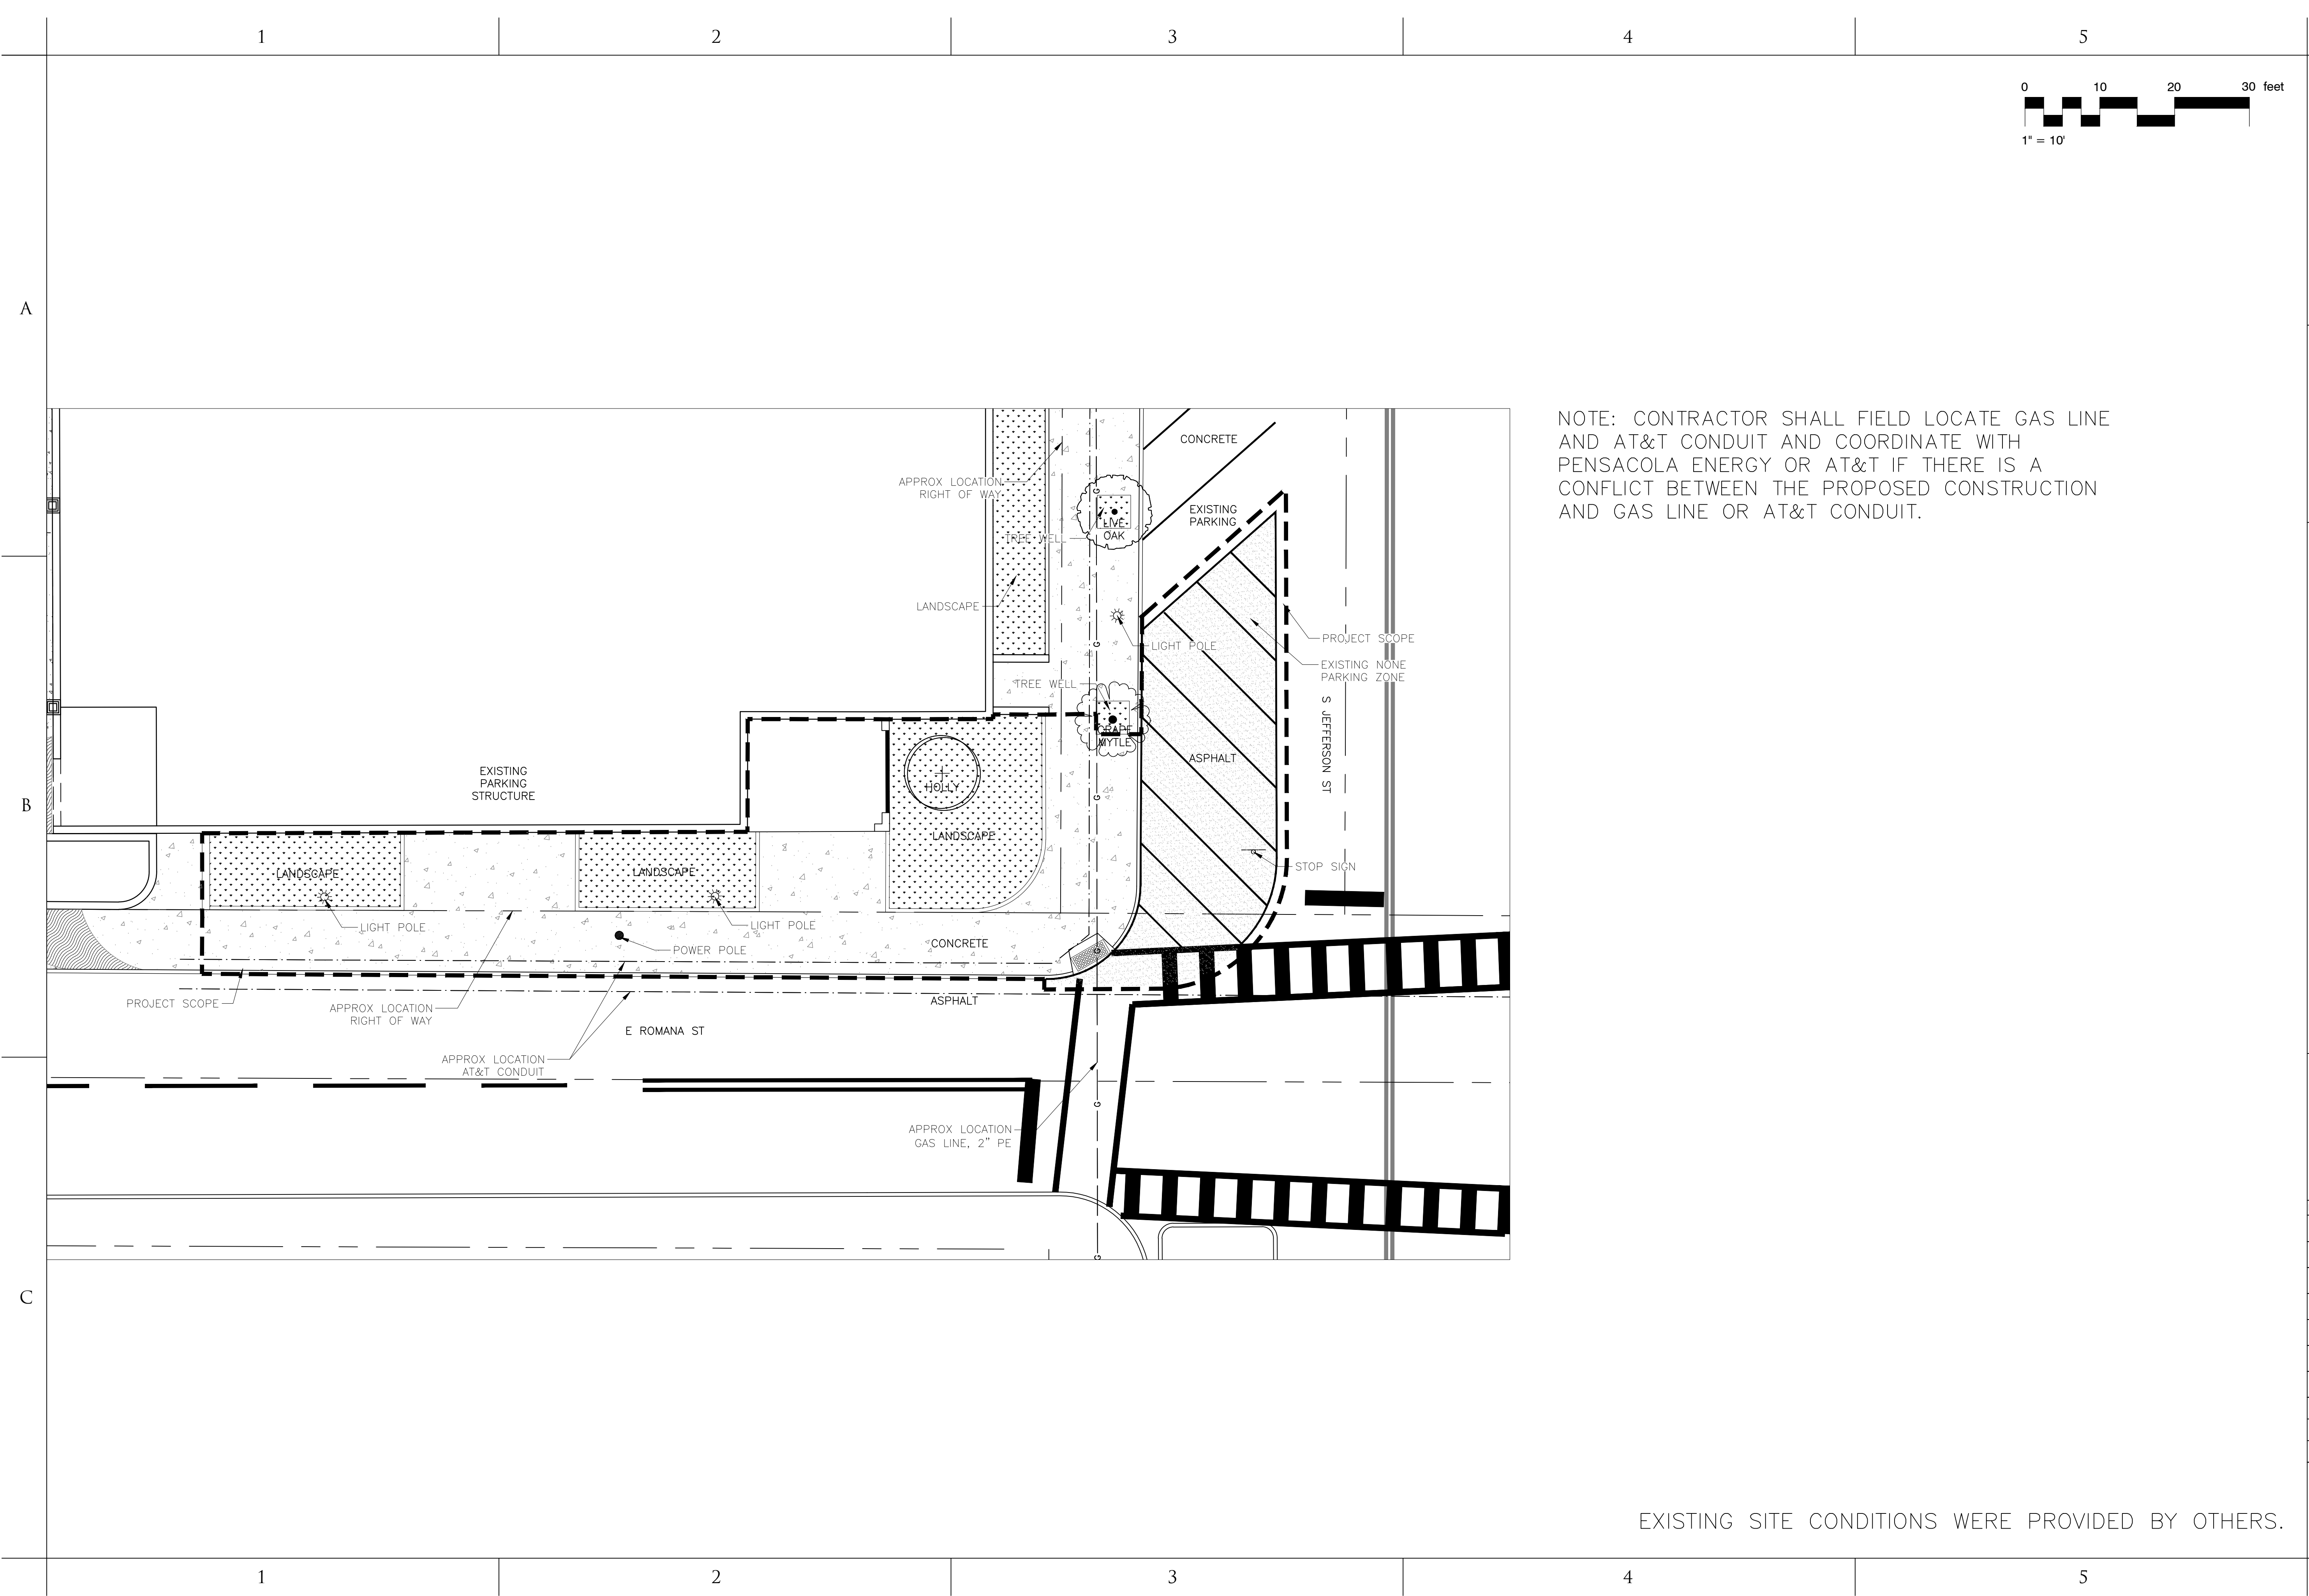 1 2 3 4 5
0 10 20 30 feet
1" = 10'
A
B
C
NOTE: CONTRACTOR SHALL FIELD LOCATE GAS LINE
AND AT&T CONDUIT AND COORDINATE WITH
PENSACOLA ENERGY OR AT&T IF THERE IS A
CONFLICT BETWEEN THE PROPOSED CONSTRUCTION
AND GAS LINE OR AT&T CONDUIT.
CONCRETE
APPROX LOCATION
RIGHT OF WAY
G
EXISTING
PARKING
LIVE
OAK
TREE WELL
LANDSCAPE
LIGHT POLE
G
PROJECT SCOPE
EXISTING NONE
PARKING ZONE
TREE WELL
S JEFFERSON ST
CRAPE
MYTLE
ASPHALT
EXISTING
PARKING
STRUCTURE
HOLLY
G
LANDSCAPE
LANDSCAPE
LANDSCAPE
STOP SIGN
LIGHT POLE
LIGHT POLE
POWER POLE
CONCRETE
G
PROJECT SCOPE
APPROX LOCATION
RIGHT OF WAY
ASPHALT
E ROMANA ST
APPROX LOCATION
AT&T CONDUIT
G
APPROX LOCATION
GAS LINE, 2" PE
G
EXISTING SITE CONDITIONS WERE PROVIDED BY OTHERS.
1 2 3 4 5